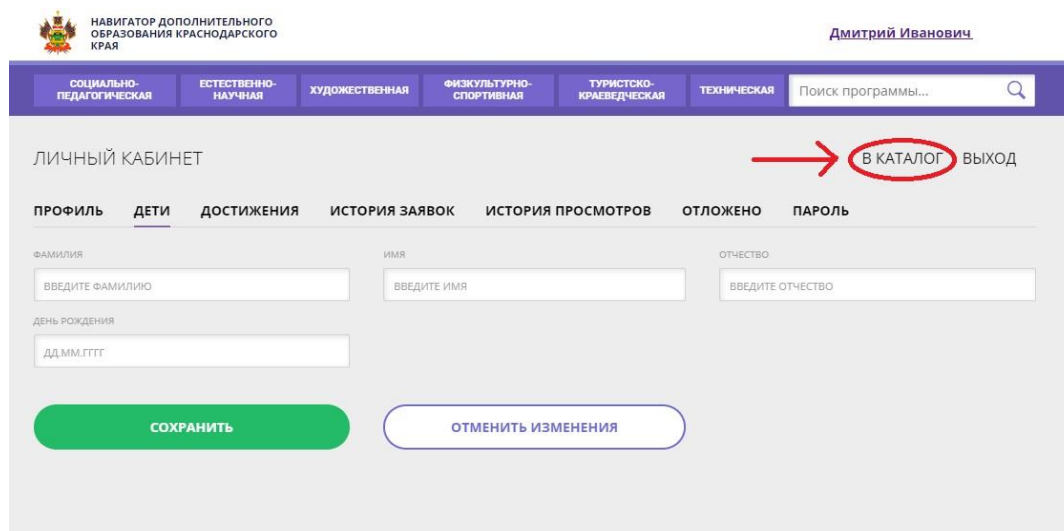 НАВИГАТОР ДОПОЛНИТЕЛЬНОГО
ОБРАЗОВАНИЯ КРАСНОДАРСКОГО
КРАЯ
Дмитрий Иванович
СОЦИАЛЬНО-
ПЕДАГОГИЧЕСКАЯ
ЕСТЕСТВЕННО-
НАУЧНАЯ
ХУДОЖЕСТВЕННАЯ
ФИЗКУЛЬТУРНО-
СПОРТИВНАЯ
ТУРИСТСКО-
КРАЕВЕДЧЕСКАЯ
ТЕХНИЧЕСКАЯ
Поиск программы...
ЛИЧНЫЙ КАБИНЕТ
В КАТАЛОГ ВЫХОД
ПРОФИЛЬ ДЕТИ ДОСТИЖЕНИЯ ИСТОРИЯ ЗАЯВОК ИСТОРИЯ ПРОСМОТРОВ ОТЛОЖЕНО ПАРОЛЬ
ФАМИЛИЯ ИМЯ ОТЧЕСТВО
ВВЕДИТЕ ФАМИЛИЮ ВВЕДИТЕ ИМЯ ВВЕДИТЕ ОТЧЕСТВО
ДЕНЬ РОЖДЕНИЯ
ДД.ММ.ГГГГ
СОХРАНИТЬ ОТМЕНИТЬ ИЗМЕНЕНИЯ